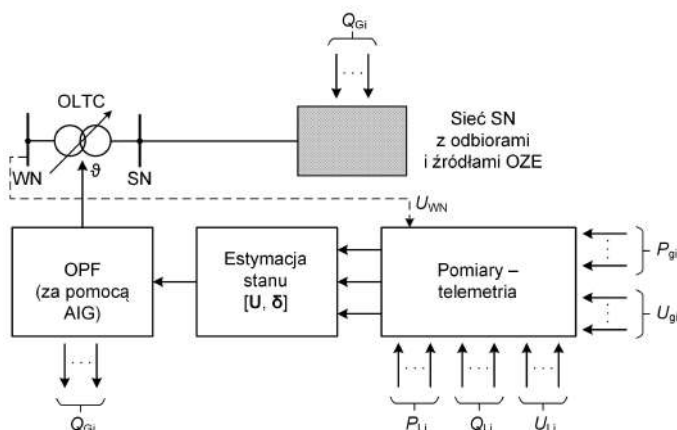 Q_Gi
. . .
OLTC
Sieć SN
z odbiorami
i źródłami OZE
WN
ϑ
SN
U_WN
OPF
(za pomocą
AIG)
Estymacja
stanu
[U, δ]
Pomiary –
telemetria
P_gi
U_gi
. . .
. . .
. . .
. . .
Q_Gi
P_Li
Q_Li
U_Li